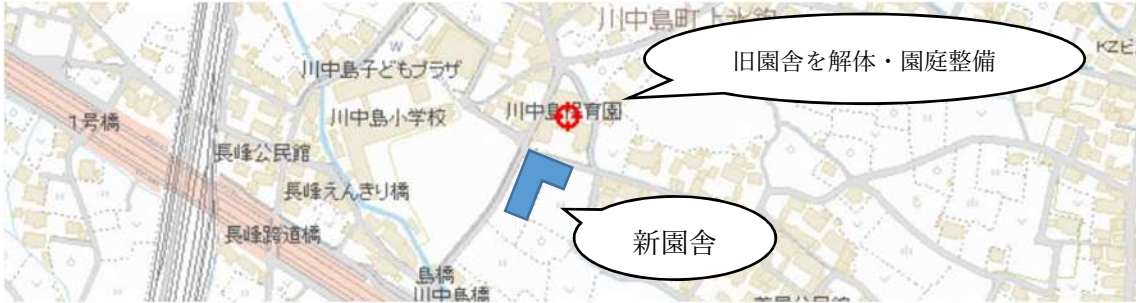 川中島町上氷鉋
旧園舎を解体・園庭整備
KZビ
川中島子どもプラザ
W
川中島小学校
川中島保育園
1号橋
長峰公民館
長峰えんきり橋
長峰跨道橋
新園舎
島橋
川中島橋